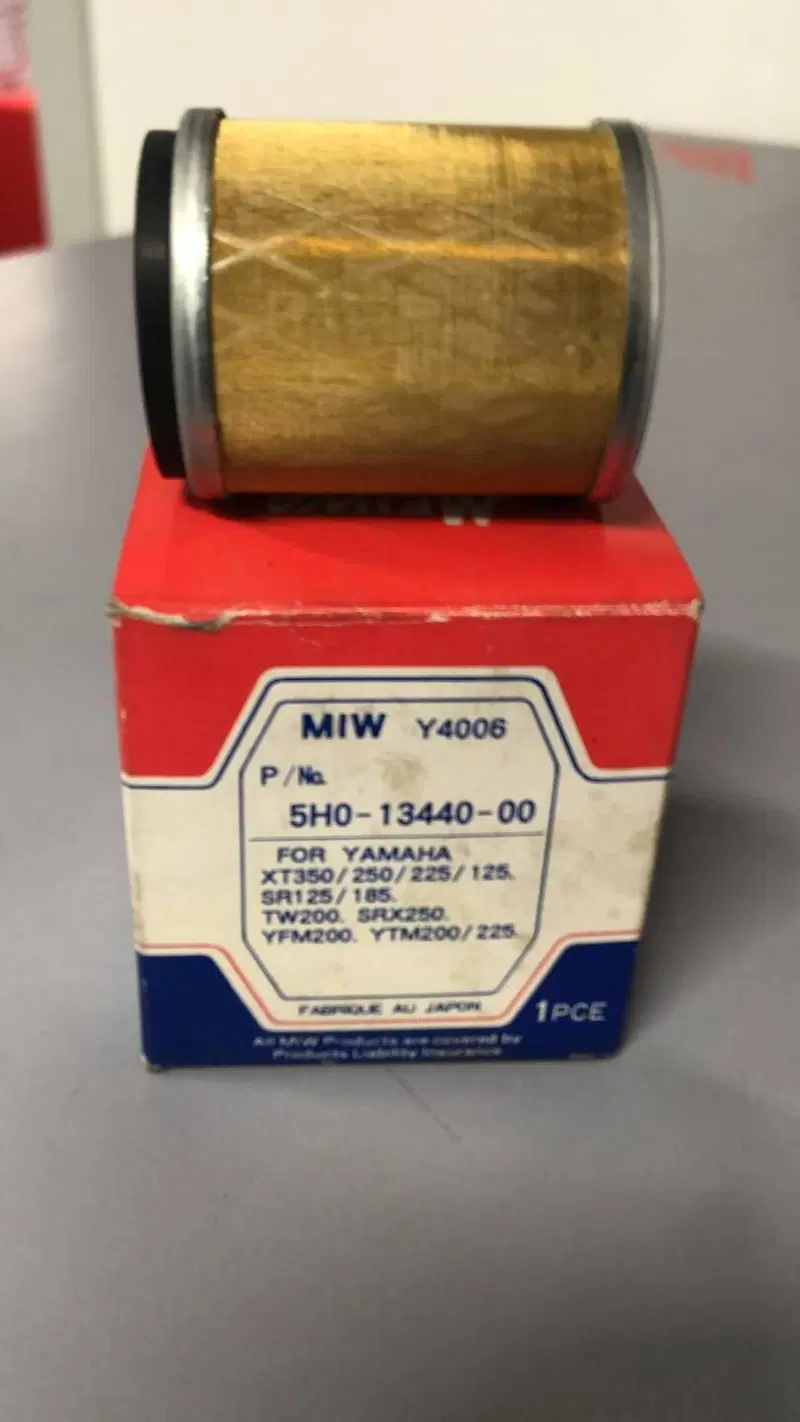 MIW Y4006
P/No.
5H0-13440-00
FOR YAMAHA
XT350/250/225/125.
SR125/185.
TW200. SRX250.
YFM200. YTM200/225.
FABRIQUE AU JAPON
1PCE
All MIW Products are covered by
Products Liability Insurance